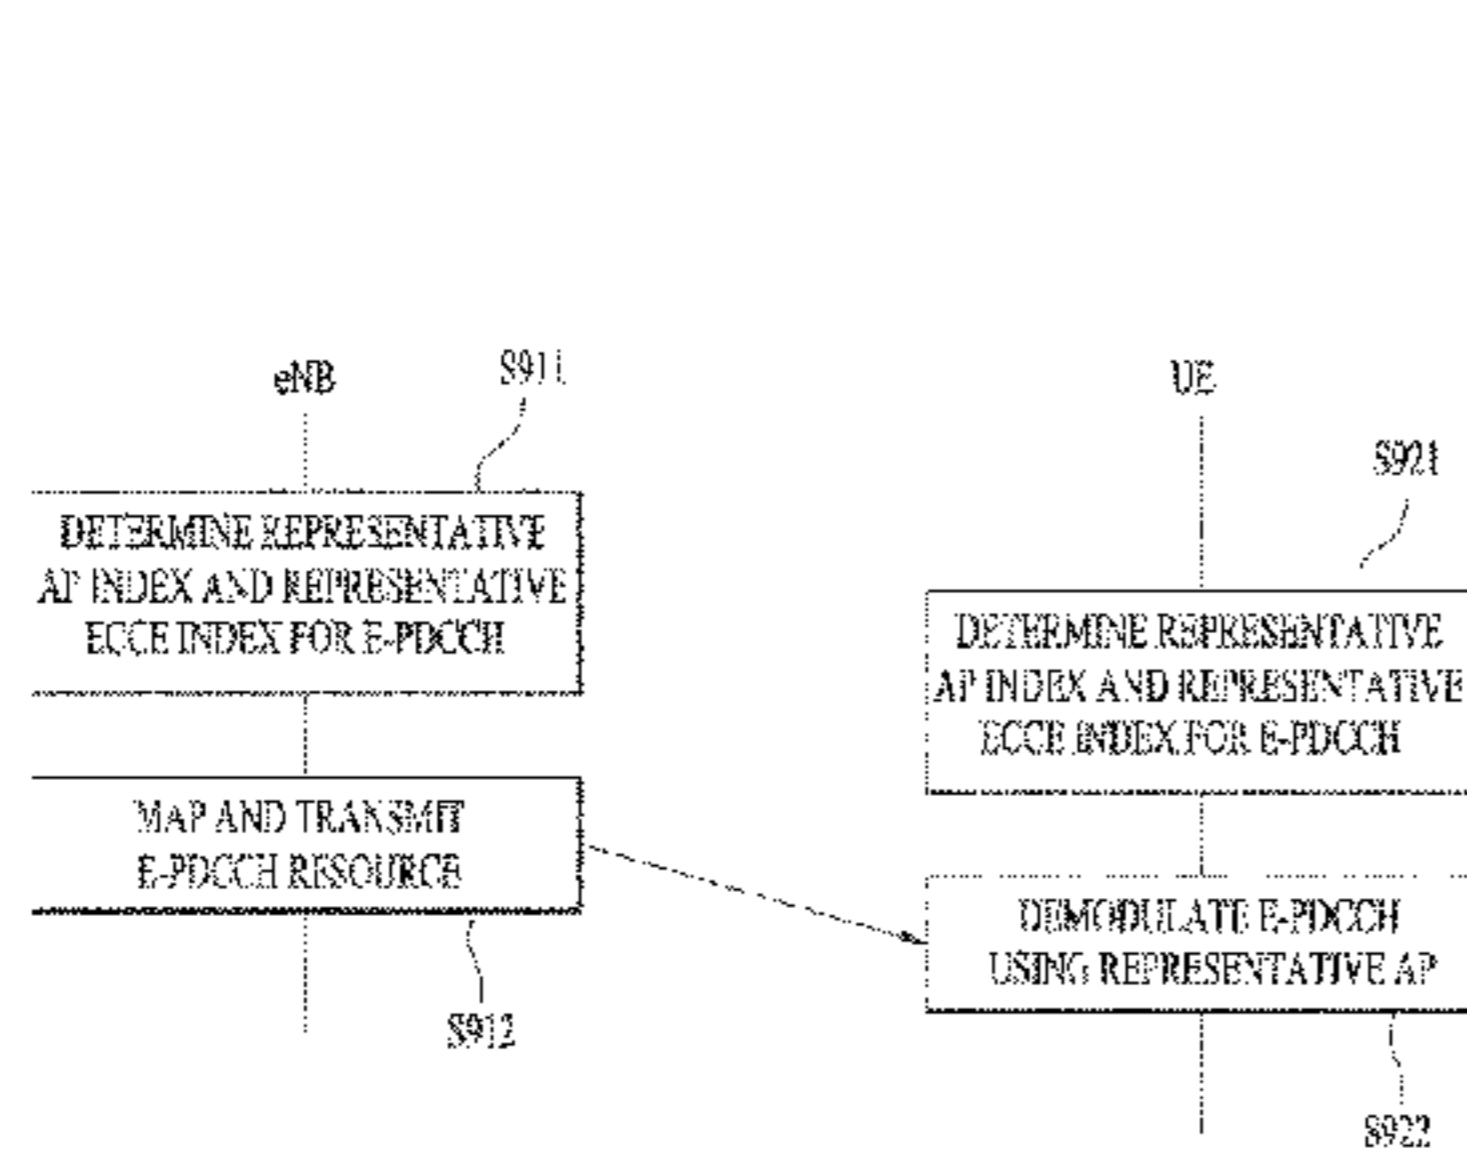 eNB
S911
DETERMINE REPRESENTATIVE
AP INDEX AND REPRESENTATIVE
ECCE INDEX FOR E-PDCCH
MAP AND TRANSMIT
E-PDCCH RESOURCE
S912
UE
S921
DETERMINE REPRESENTATIVE
AP INDEX AND REPRESENTATIVE
ECCE INDEX FOR E-PDCCH
DEMODULATE E-PDCCH
USING REPRESENTATIVE AP
S922